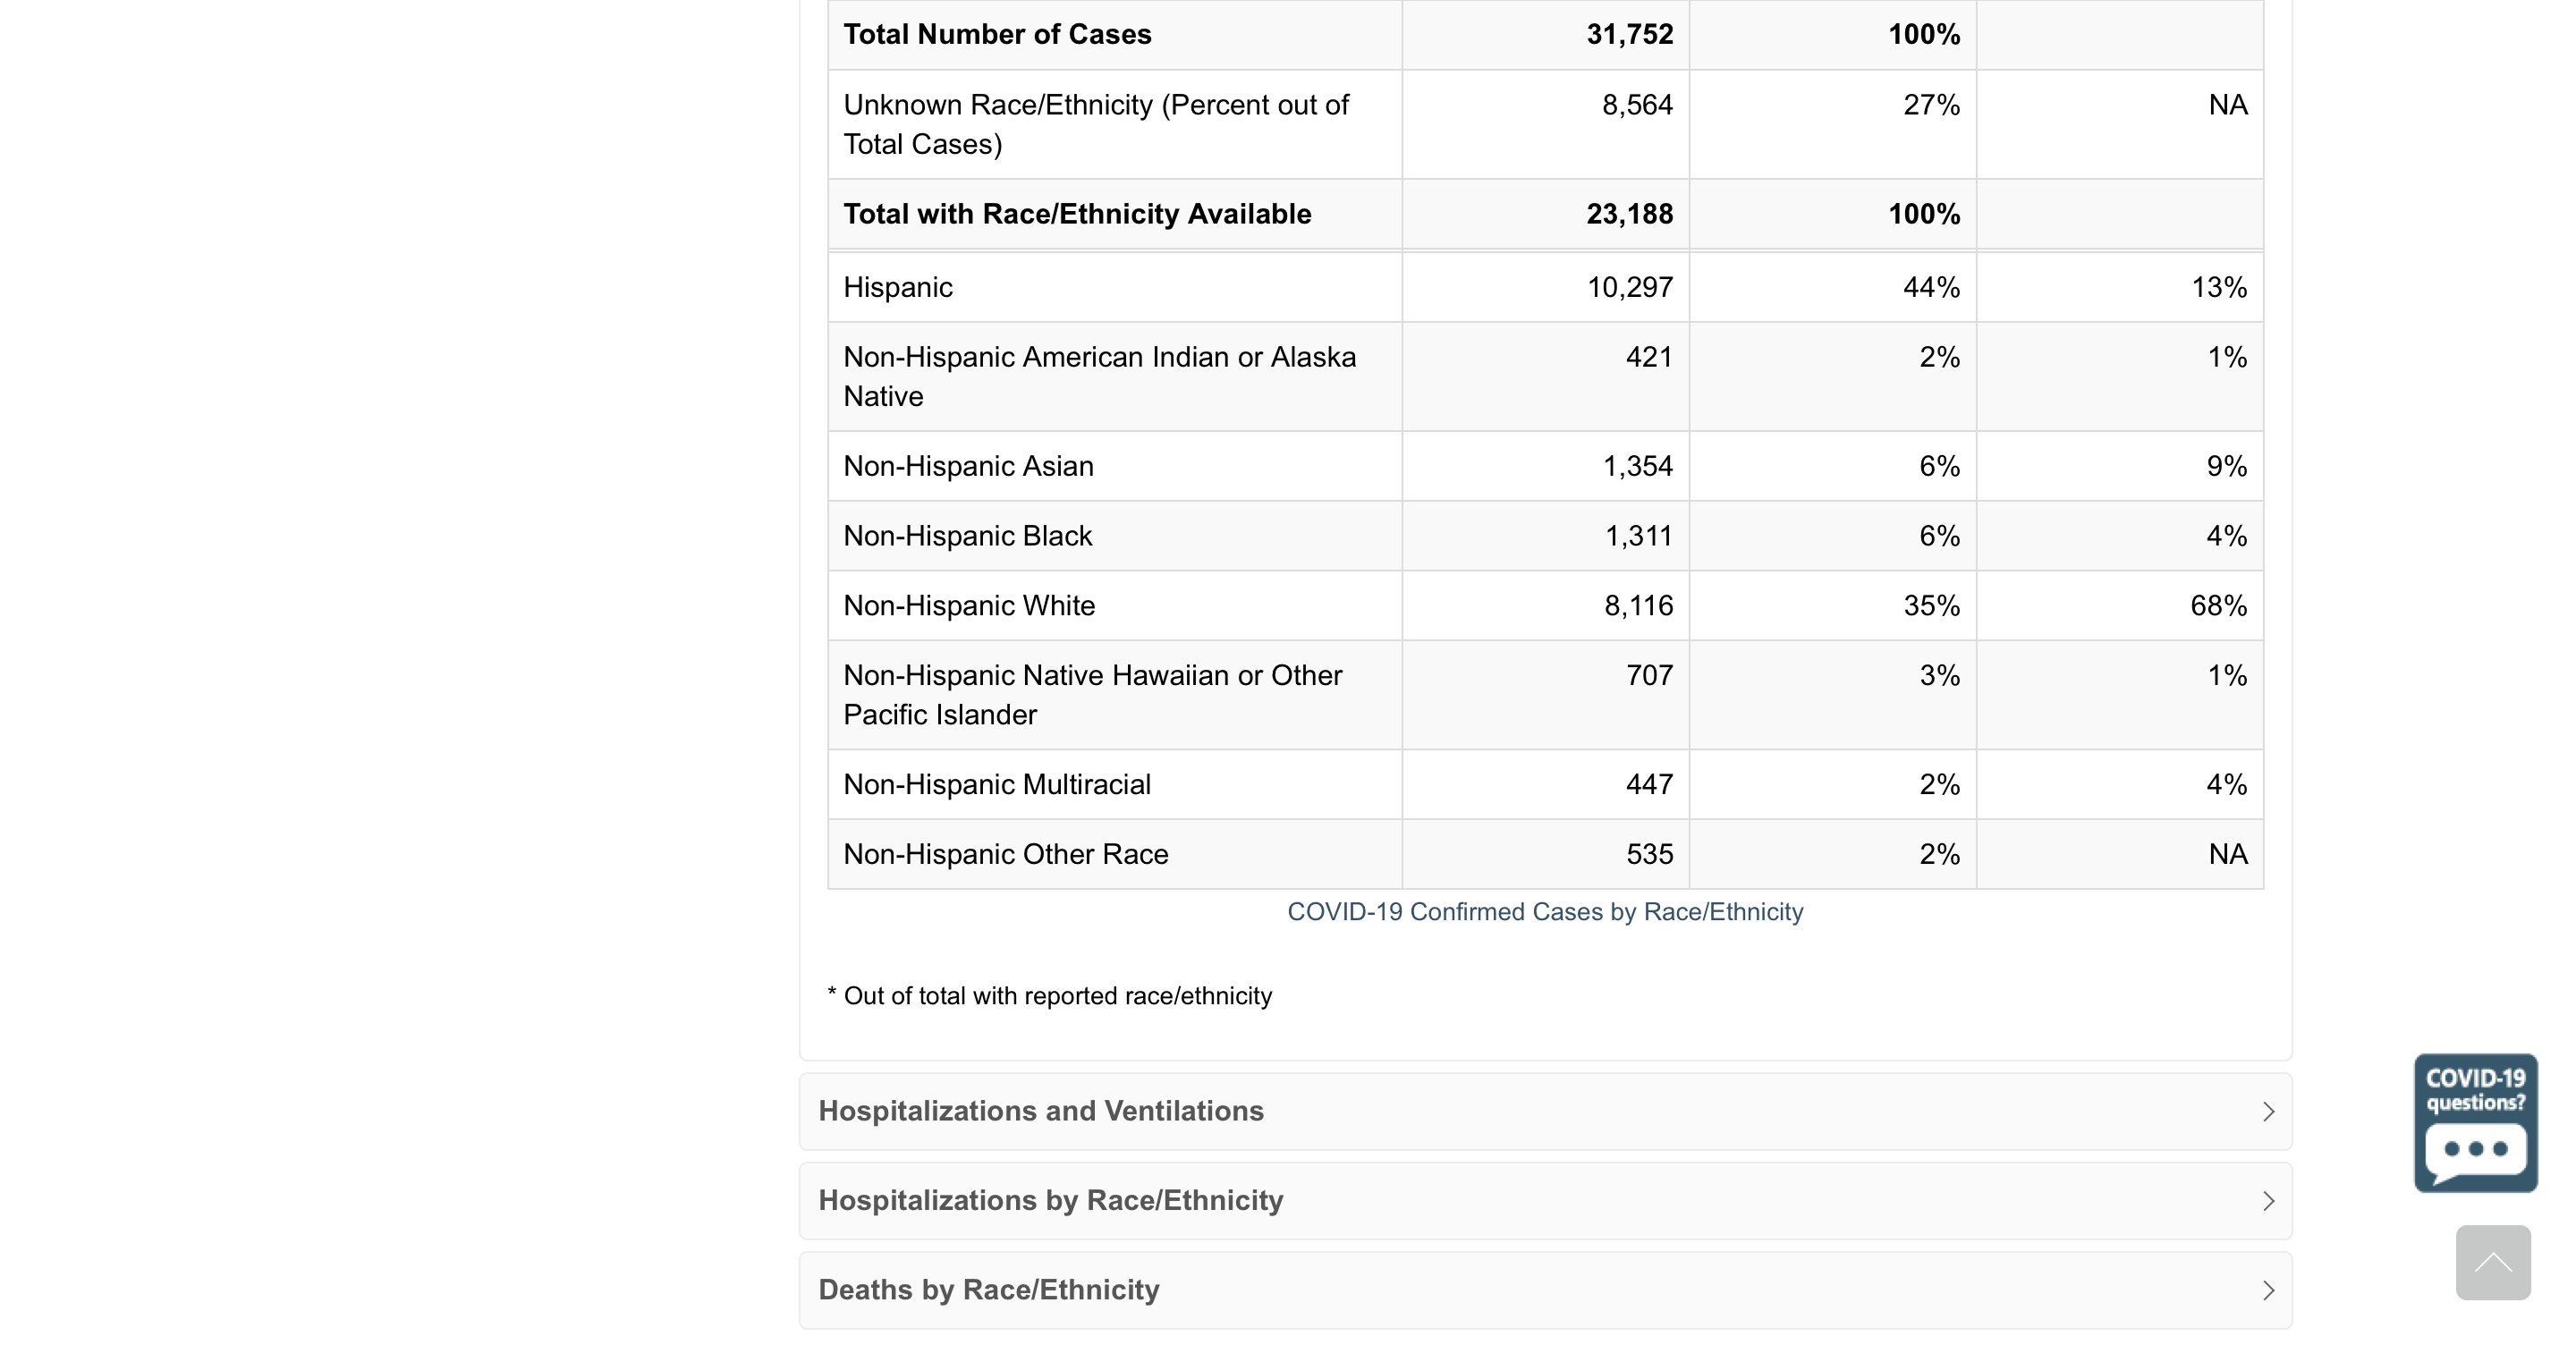 Total Number of Cases 31,752 100%
Unknown Race/Ethnicity (Percent out of 8,564 27% NA
Total Cases)
Total with Race/Ethnicity Available 23,188 100%
Hispanic 10,297 44% 13%
Non-Hispanic American Indian or Alaska 421 2% 1%
Native
Non-Hispanic Asian 1,354 6% 9%
Non-Hispanic Black 1,311 6% 4%
Non-Hispanic White 8,116 35% 68%
Non-Hispanic Native Hawaiian or Other 707 3% 1%
Pacific Islander
Non-Hispanic Multiracial 447 2% 4%
Non-Hispanic Other Race 535 2% NA
COVID-19 Confirmed Cases by Race/Ethnicity
* Out of total with reported race/ethnicity
Hospitalizations and Ventilations
Hospitalizations by Race/Ethnicity
Deaths by Race/Ethnicity
COVID-19
questions?